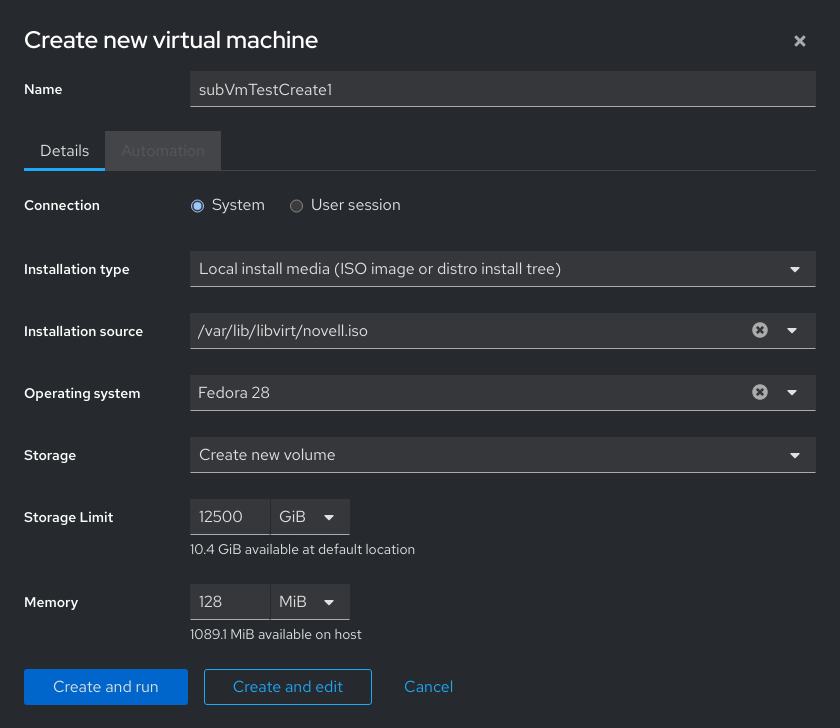 Create new virtual machine
Name
subVmTestCreate1
Details
Automation
Connection
System
User session
Installation type
Local install media (ISO image or distro install tree)
Installation source
/var/lib/libvirt/novell.iso
Operating system
Fedora 28
Storage
Create new volume
Storage Limit
12500
GiB
10.4 GiB available at default location
Memory
128
MiB
1089.1 MiB available on host
Create and run
Create and edit
Cancel